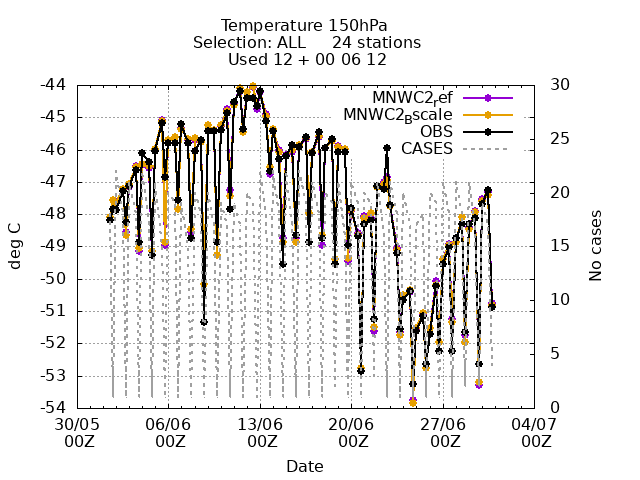 Temperature 150hPa
Selection: ALL 24 stations
Used 12 + 00 06 12
MNWC2ref
MNWC2Bscale
OBS
CASES
-44
-45
-46
-47
-48
-49
-50
-51
-52
-53
-54
deg C
30
25
20
15
10
5
0
No cases
30/05 06/06 13/06 20/06 27/06 04/07
00Z 00Z 00Z 00Z 00Z 00Z
Date